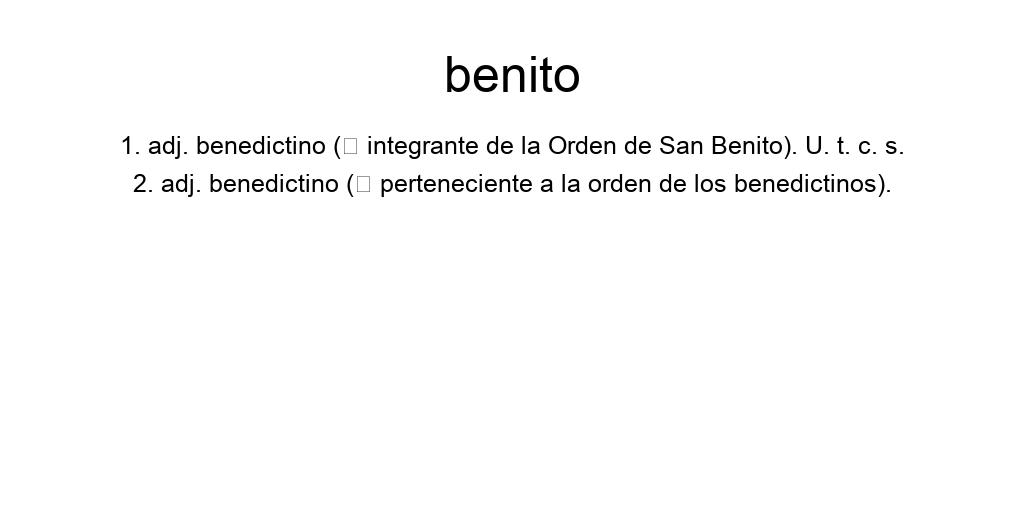 benito
1. adj. benedictino (▯ integrante de la Orden de San Benito). U. t. c. s.
2. adj. benedictino (▯ perteneciente a la orden de los benedictinos).